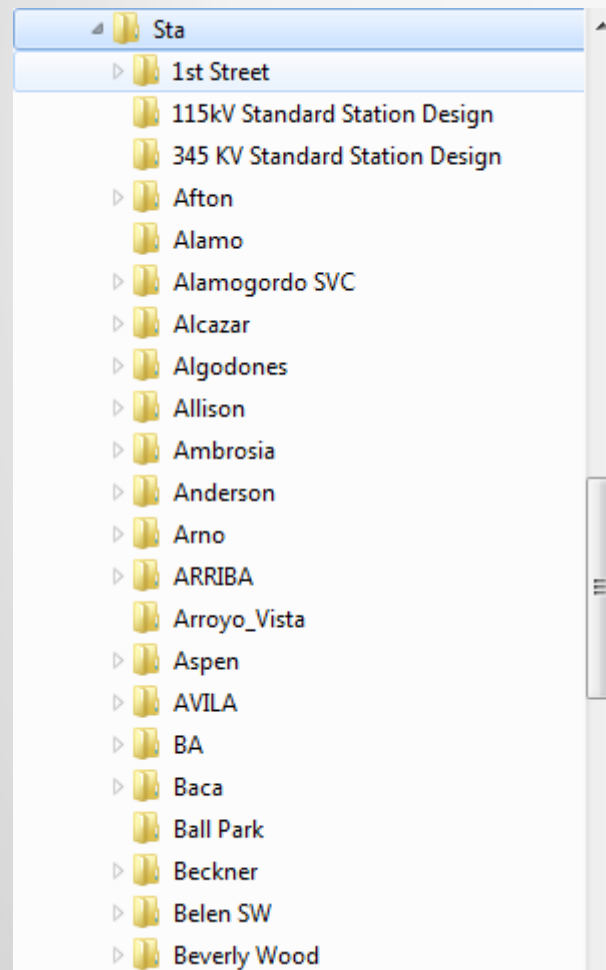 Sta
1st Street
115kV Standard Station Design
345 KV Standard Station Design
Afton
Alamo
Alamogordo SVC
Alcazar
Algodones
Allison
Ambrosia
Anderson
Arno
ARRIBA
Arroyo_Vista
Aspen
AVILA
BA
Baca
Ball Park
Beckner
Belen SW
Beverly Wood